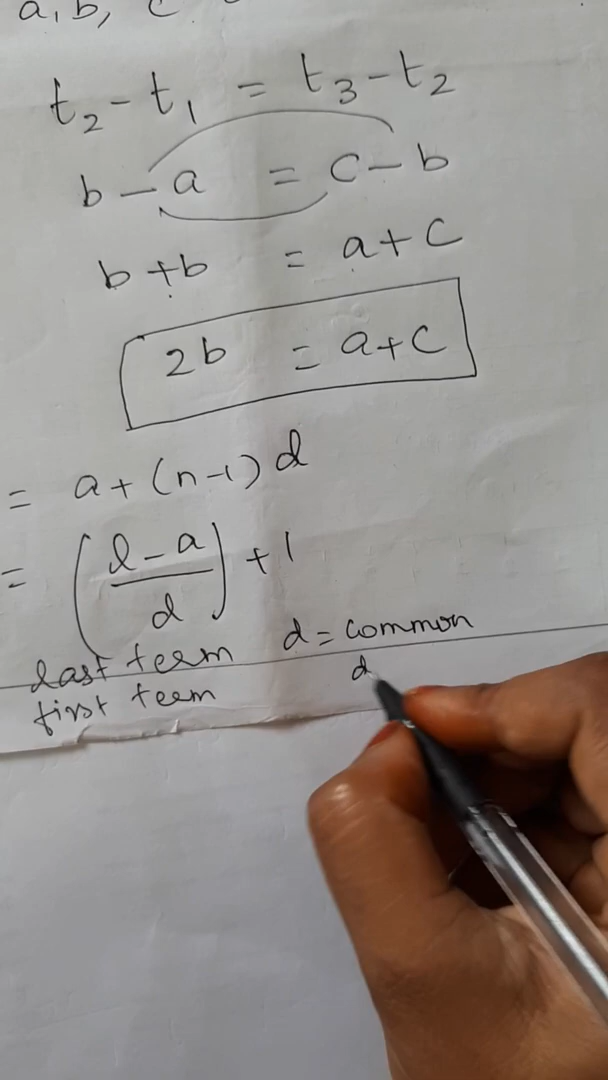 a, b, c
t₂ - t₁ = t₃ - t₂
b - a = c - b
b + b = a + c
2b = a + c
= a + (n-1) d
= (l - a / d) + 1
last term d = common
first term d